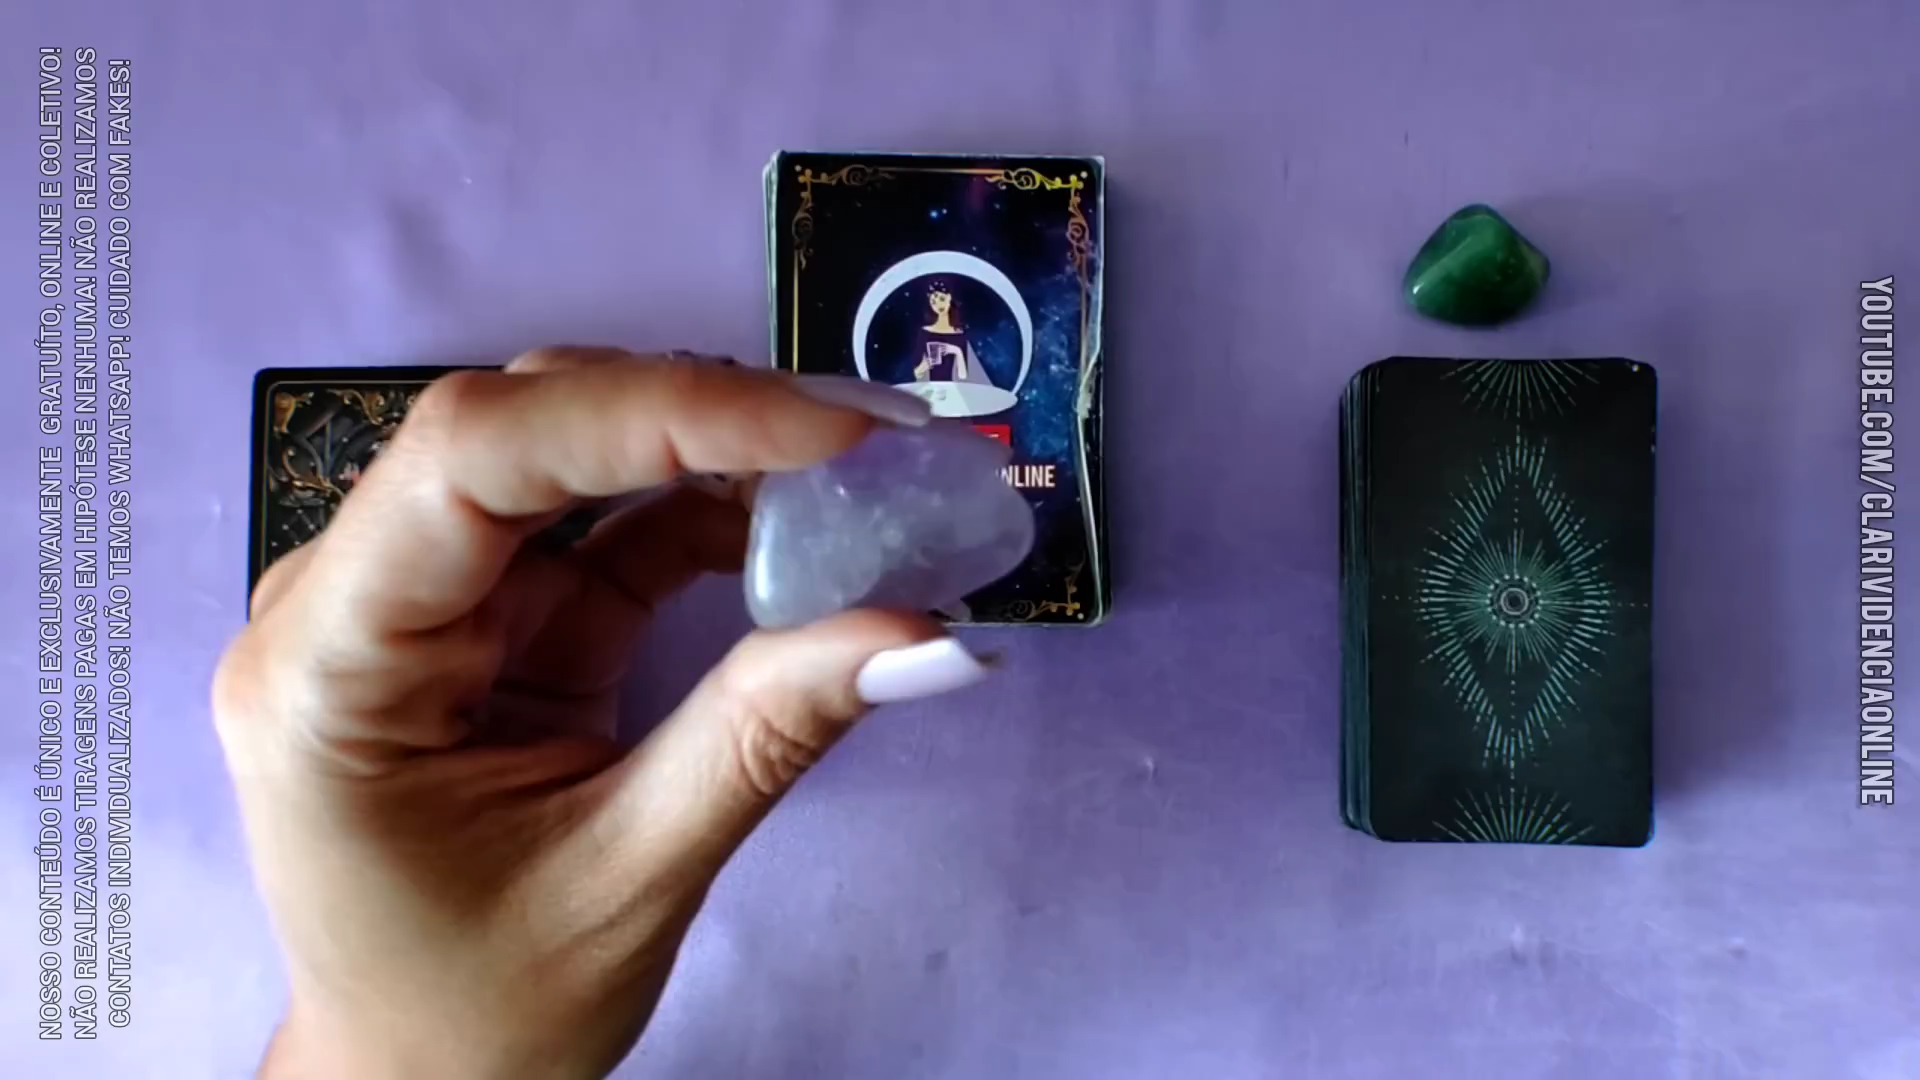 NOSSO CONTEÚDO É ÚNICO E EXCLUSIVAMENTE GRATUÍTO, ONLINE E COLETIVO!
NÃO REALIZAMOS TIRAGENS PAGAS EM HIPÓTESE NENHUMA! NÃO REALIZAMOS
CONTATOS INDIVIDUALIZADOS! NÃO TEMOS WHATSAPP! CUIDADO COM FAKES!
NLINE
YOUTUBE.COM/CLARIVIDENCIAONLINE